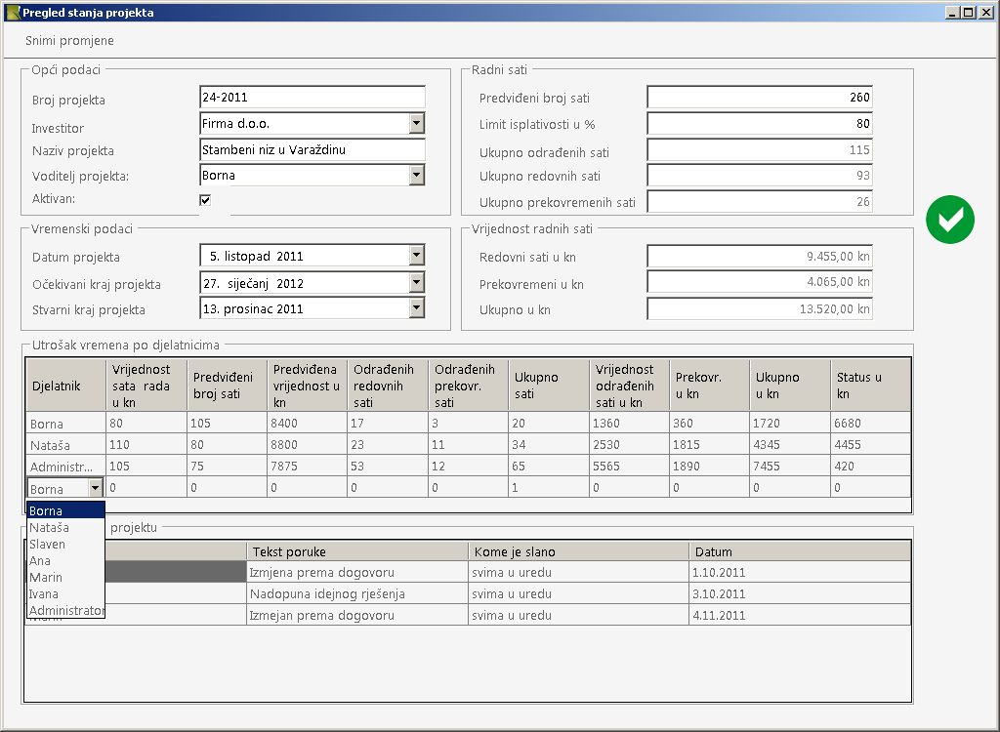 Pregled stanja projekta
Snimi promjene
Opći podaci
Broj projekta 24-2011
Investitor Firma d.o.o.
Naziv projekta Stambeni niz u Varaždinu
Voditelj projekta: Borna
Aktivan:
Radni sati
Predviđeni broj sati 260
Limit isplativosti u % 80
Ukupno odrađenih sati 115
Ukupno redovnih sati 93
Ukupno prekovremenih sati 26
Vremenski podaci
Datum projekta 5. listopad 2011
Očekivani kraj projekta 27. siječanj 2012
Stvarni kraj projekta 13. prosinac 2011
Vrijednost radnih sati
Redovni sati u kn 9.455,00 kn
Prekovremeni u kn 4.065,00 kn
Ukupno u kn 13.520,00 kn
Utrošak vremena po djelatnicima
Djelatnik
Vrijednost
sata rada
u kn
Predviđeni
broj sati
Predviđena
vrijednost u
kn
Odrađenih
redovnih
sati
Odrađenih
prekovr.
sati
Ukupno
sati
Vrijednost
odrađenih
sati u kn
Prekovr.
u kn
Ukupno
u kn
Status u
kn
Borna 80 105 8400 17 3 20 1360 360 1720 6680
Nataša 110 80 8800 23 11 34 2530 1815 4345 4455
Administr... 105 75 7875 53 12 65 5565 1890 7455 420
Borna 0 0 0 0 0 1 0 0 0 0
Borna
Nataša
Slaven
Ana
Marin
Ivana
Administrator
projektu
Tekst poruke Kome je slano Datum
Izmjena prema dogovoru svima u uredu 1.10.2011
Nadopuna idejnog rješenja svima u uredu 3.10.2011
Izmejan prema dogovoru svima u uredu 4.11.2011